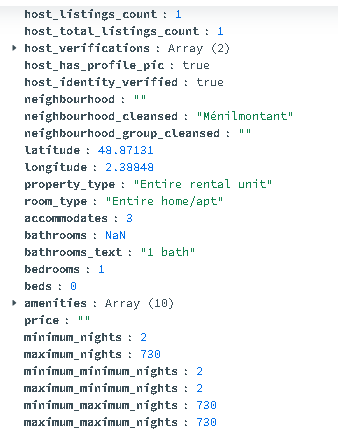 host_listings_count : 1
host_total_listings_count : 1
host_verifications : Array (2)
host_has_profile_pic : true
host_identity_verified : true
neighbourhood : ""
neighbourhood_cleansed : "Ménilmontant"
neighbourhood_group_cleansed : ""
latitude : 48.87131
longitude : 2.38848
property_type : "Entire rental unit"
room_type : "Entire home/apt"
accommodates : 3
bathrooms : NaN
bathrooms_text : "1 bath"
bedrooms : 1
beds : 0
amenities : Array (10)
price : ""
minimum_nights : 2
maximum_nights : 730
minimum_minimum_nights : 2
maximum_minimum_nights : 2
minimum_maximum_nights : 730
maximum_maximum_nights : 730